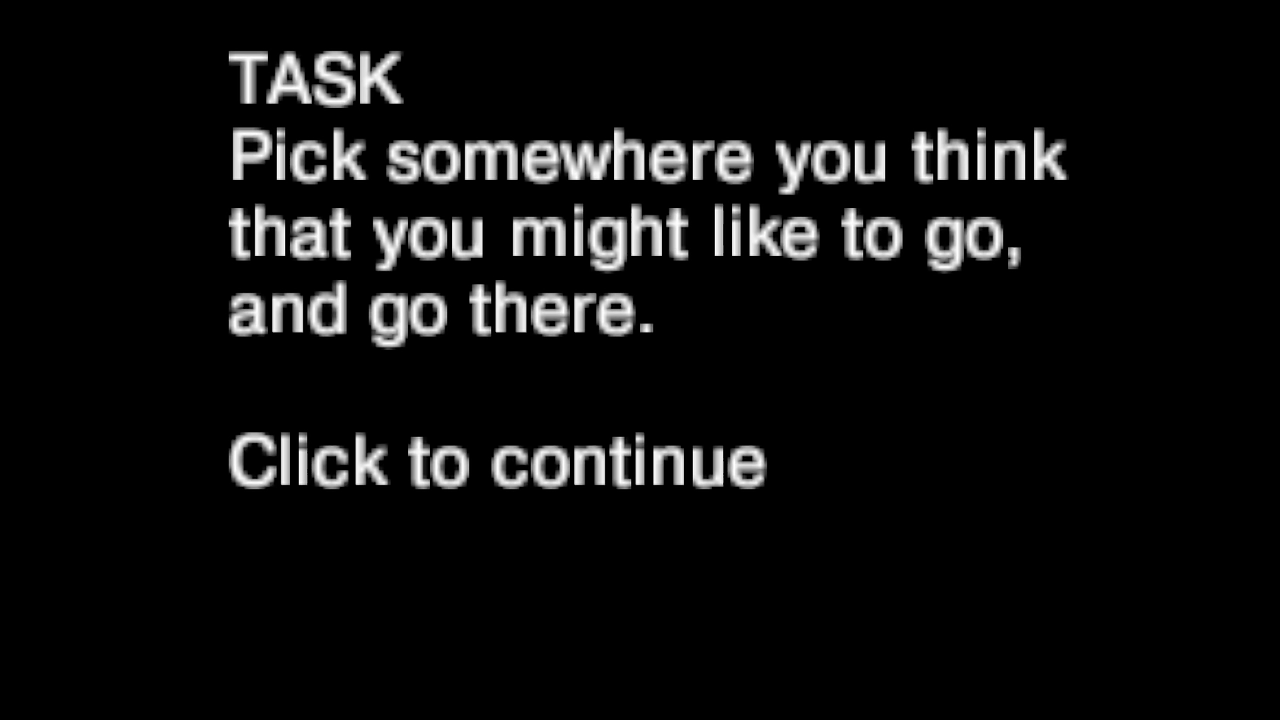 TASK
Pick somewhere you think
that you might like to go,
and go there.
Click to continue